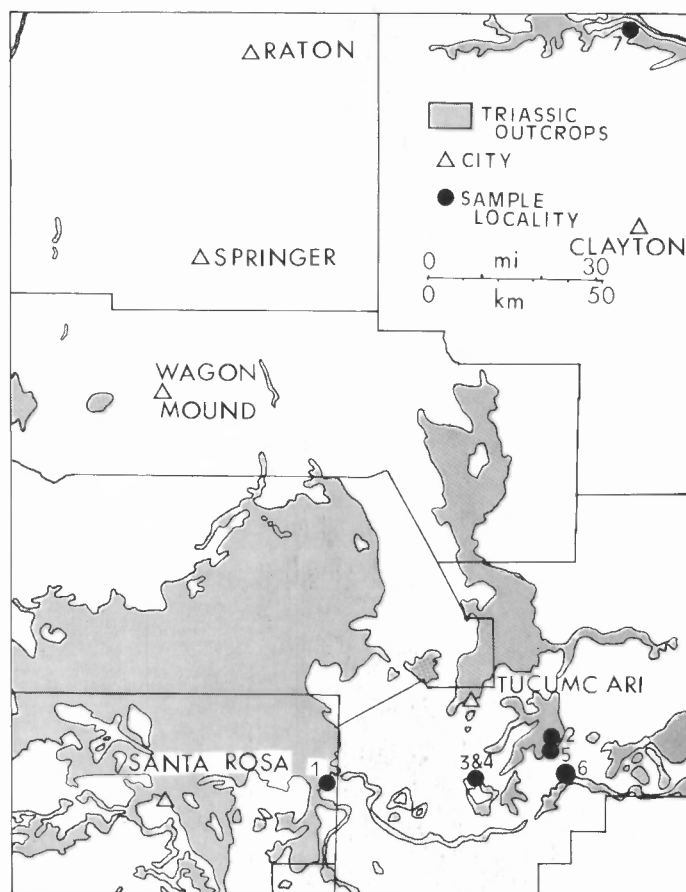 RATON
7
TRIASSIC
OUTCROPS
CITY
SAMPLE
LOCALITY
CLAYTON
SPRINGER
0 mi 30
0 km 50
WAGON
MOUND
TUCUMCARI
2
SANTA ROSA
5
1
3&4
6